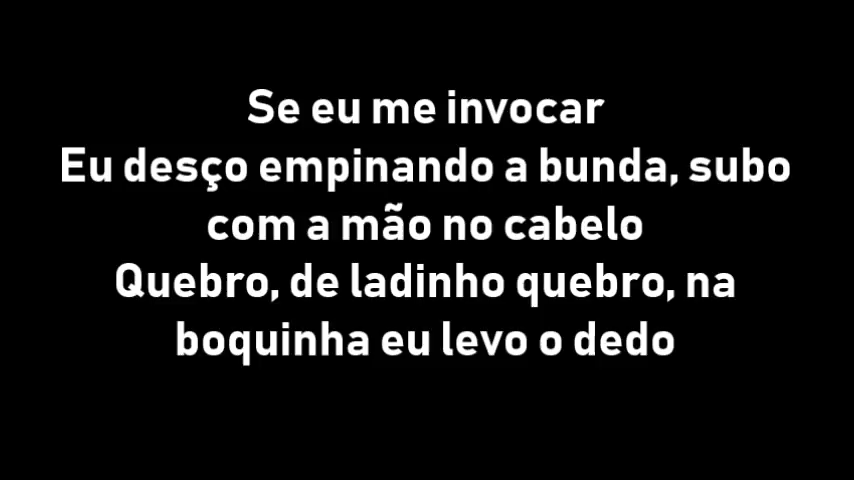 Se eu me invocar
Eu desço empinando a bunda, subo
com a mão no cabelo
Quebro, de ladinho quebro, na
boquinha eu levo o dedo